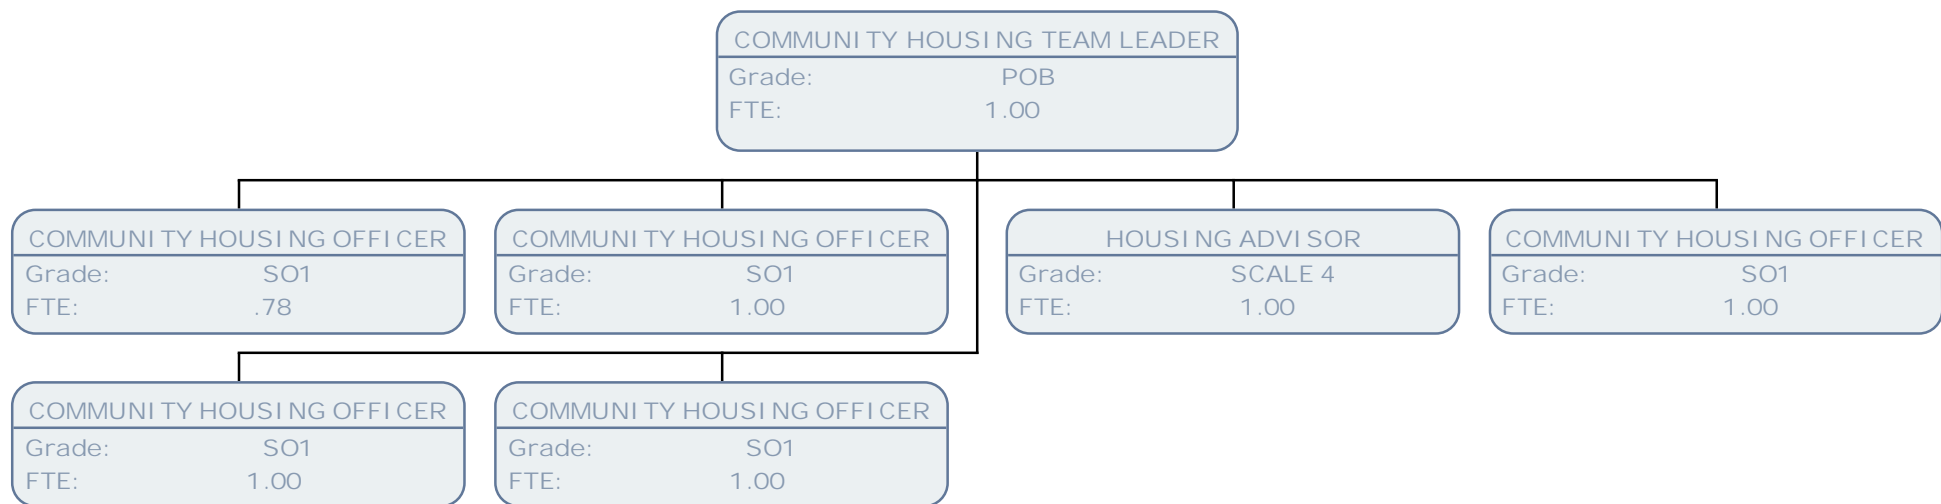 COMMUNITY HOUSING TEAM LEADER
Grade: POB
FTE: 1.00
COMMUNITY HOUSING OFFICER
Grade: SO1
FTE: .78
COMMUNITY HOUSING OFFICER
Grade: SO1
FTE: 1.00
HOUSING ADVISOR
Grade: SCALE 4
FTE: 1.00
COMMUNITY HOUSING OFFICER
Grade: SO1
FTE: 1.00
COMMUNITY HOUSING OFFICER
Grade: SO1
FTE: 1.00
COMMUNITY HOUSING OFFICER
Grade: SO1
FTE: 1.00